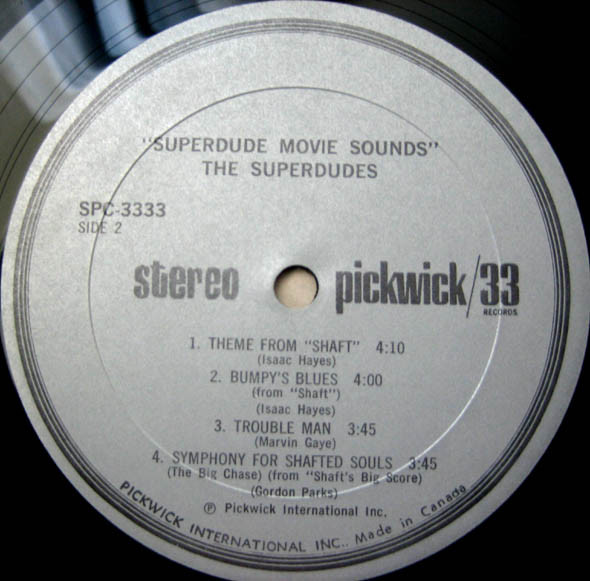 "SUPERDUDE MOVIE SOUNDS"
THE SUPERDUDES
SPC-3333
SIDE 2
stereo pickwick/33
RECORDS
1. THEME FROM "SHAFT" 4:10
(Isaac Hayes)
2. BUMPY'S BLUES 4:00
(from "Shaft")
(Isaac Hayes)
3. TROUBLE MAN 3:45
(Marvin Gaye)
4. SYMPHONY FOR SHAFTED SOULS 3:45
(The Big Chase) (from "Shaft's Big Score)
(Gordon Parks)
Ⓟ Pickwick International Inc.
PICKWICK INTERNATIONAL INC., Made in Canada